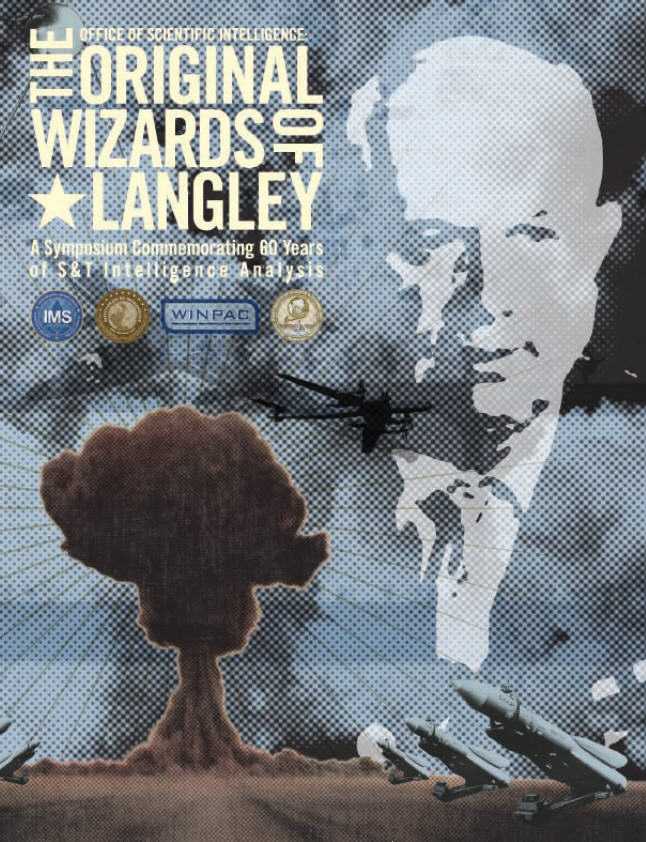 OFFICE OF SCIENTIFIC INTELLIGENCE:
THE ORIGINAL
WIZARDS OF
LANGLEY
A Symposium Commemorating 60 Years
of S&T Intelligence Analysis
IMS
WINPAC